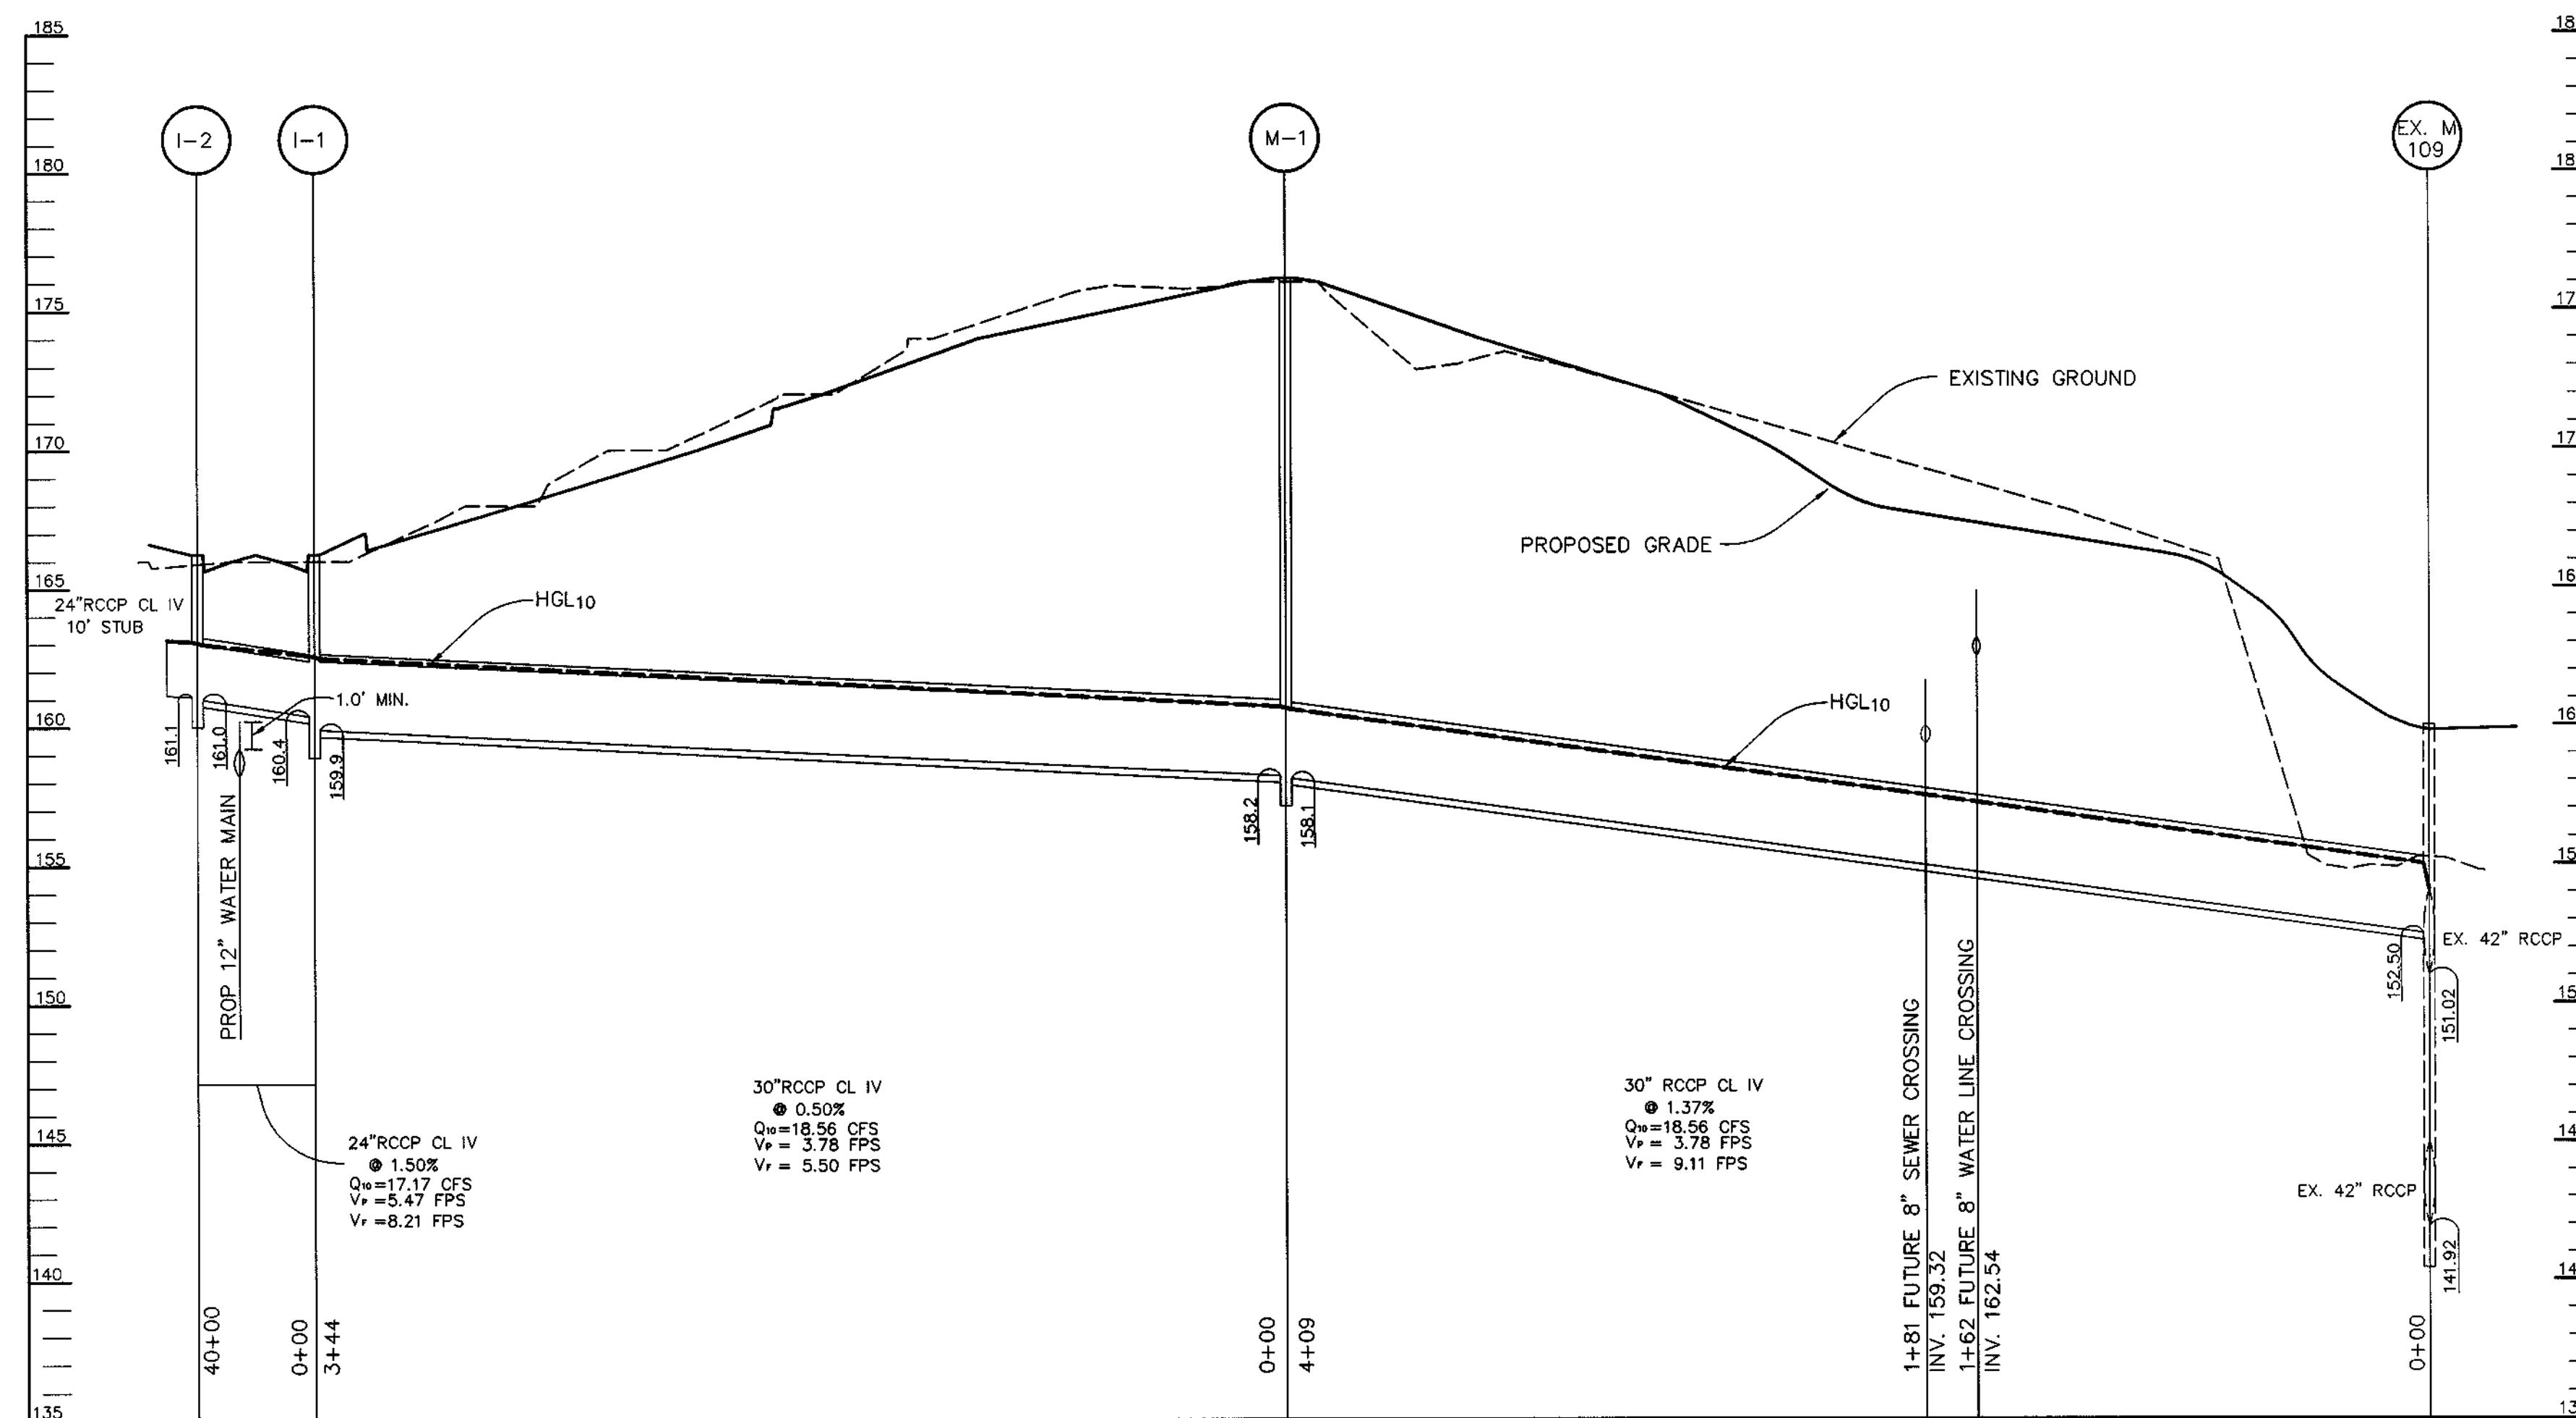 185
180
175
170
165
160
155
150
145
140
135
I-2
I-1
M-1
EX. M
109
EXISTING GROUND
PROPOSED GRADE
24"RCCP CL IV
10' STUB
HGL10
1.0' MIN.
HGL10
161.1
161.0
160.4
159.9
158.2
158.1
152.50
151.02
141.92
PROP 12" WATER MAIN
EX. 42" RCCP
EX. 42" RCCP
24"RCCP CL IV
@ 1.50%
Q10=17.17 CFS
VP =5.47 FPS
VF =8.21 FPS
30"RCCP CL IV
@ 0.50%
Q10=18.56 CFS
VP = 3.78 FPS
VF = 5.50 FPS
30" RCCP CL IV
@ 1.37%
Q10=18.56 CFS
VP = 3.78 FPS
VF = 9.11 FPS
1+81 FUTURE 8" SEWER CROSSING
INV. 159.32
1+62 FUTURE 8" WATER LINE CROSSING
INV. 162.54
40+00
0+00
3+44
0+00
4+09
0+00